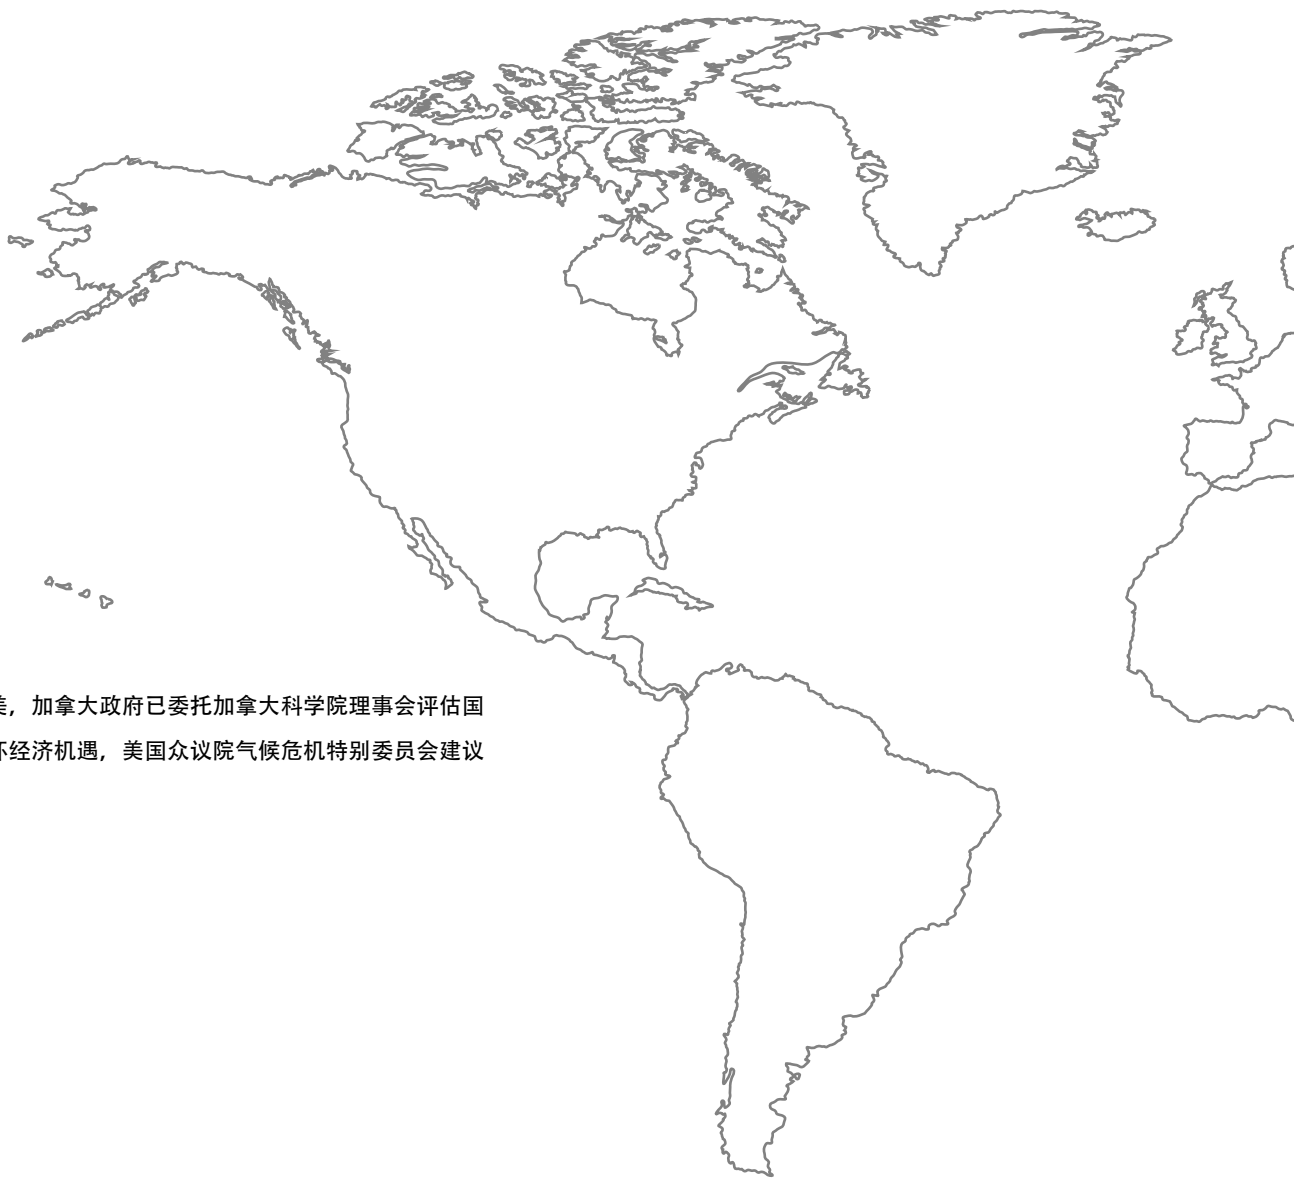 美，加拿大政府已委托加拿大科学院理事会评估国
环经济机遇，美国众议院气候危机特别委员会建议